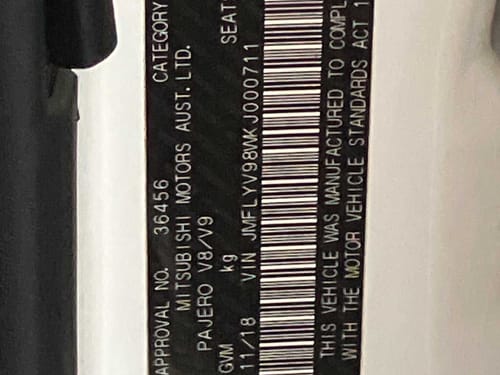 APPROVAL NO. 36456 CATEGORY
MITSUBISHI MOTORS AUST. LTD.
PAJERO V8/V9
GVM kg SEAT
11/18 VIN JMFLYV98WKJ000711
THIS VEHICLE WAS MANUFACTURED TO COMPL
WITH THE MOTOR VEHICLE STANDARDS ACT 1